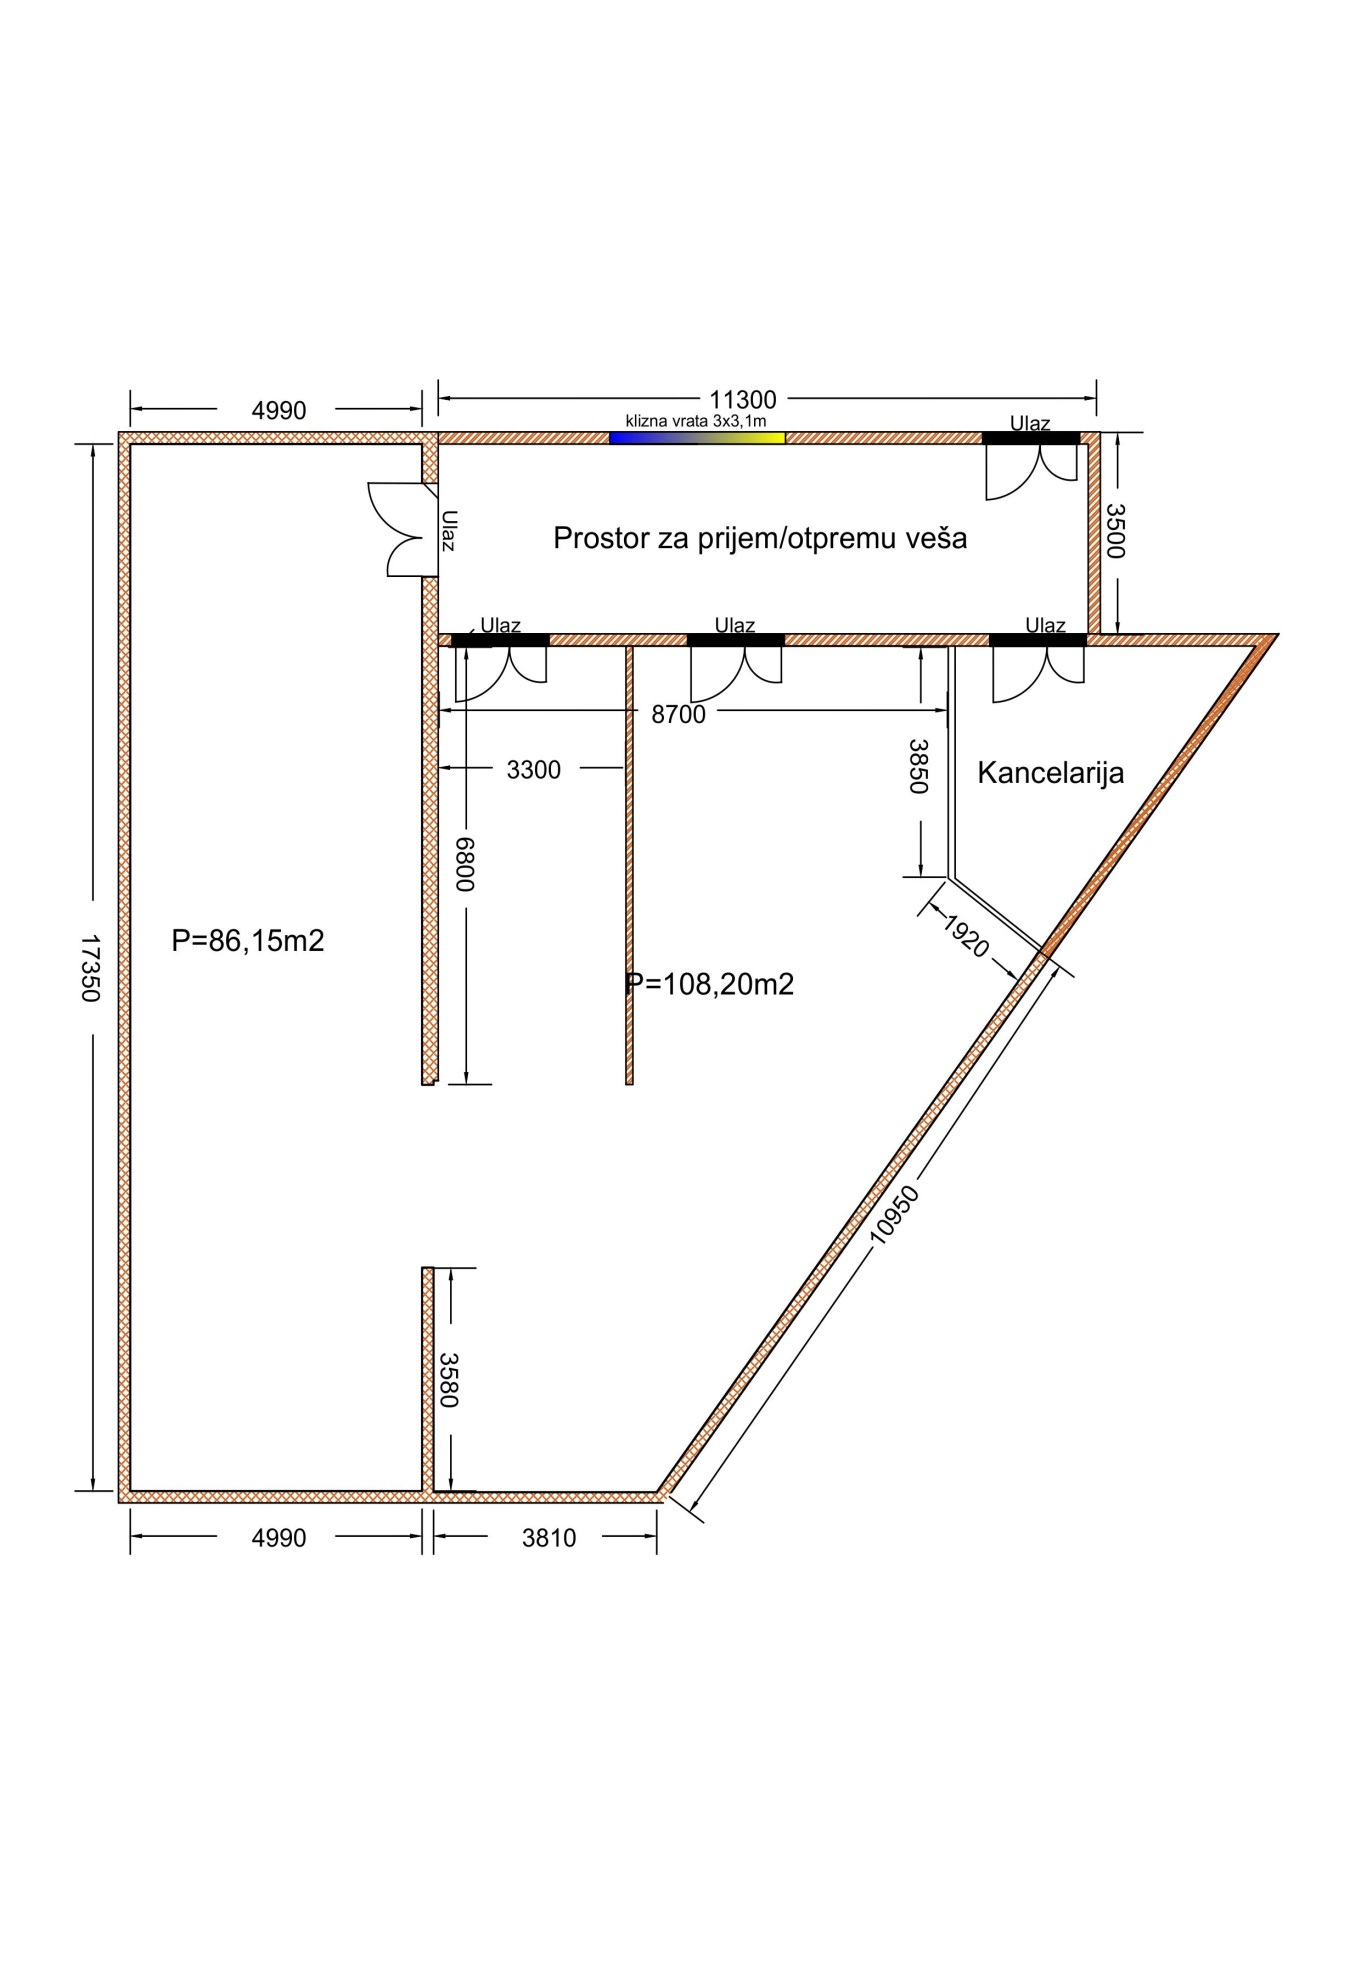 11300
4990
klizna vrata 3x3,1m
Ulaz
Ulaz
3500
Prostor za prijem/otpremu veša
Ulaz
Ulaz
Ulaz
8700
3300
3850
Kancelarija
6800
1920
17350
P=86,15m2
P=108,20m2
10950
3580
4990
3810